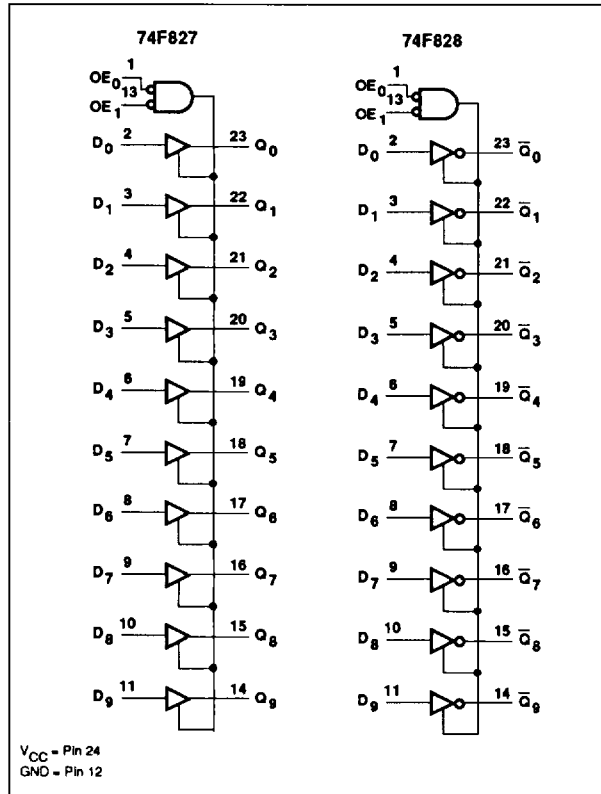 74F827
1
OE0
13
OE1
D0 2 23 Q0
D1 3 22 Q1
D2 4 21 Q2
D3 5 20 Q3
D4 6 19 Q4
D5 7 18 Q5
D6 8 17 Q6
D7 9 16 Q7
D8 10 15 Q8
D9 11 14 Q9
VCC = Pin 24
GND = Pin 12
74F828
1
OE0
13
OE1
D0 2 23 Q̅0
D1 3 22 Q̅1
D2 4 21 Q̅2
D3 5 20 Q̅3
D4 6 19 Q̅4
D5 7 18 Q̅5
D6 8 17 Q̅6
D7 9 16 Q̅7
D8 10 15 Q̅8
D9 11 14 Q̅9